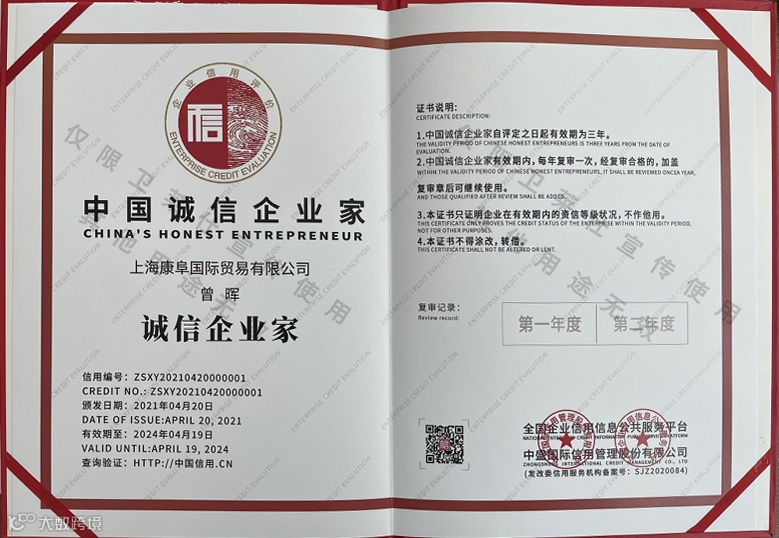 企业信用评价
信
ENTERPRISE CREDIT EVALUATION
中国诚信企业家
CHINA'S HONEST ENTREPRENEUR
上海康阜国际贸易有限公司
曾晖
诚信企业家
信用编号：ZSXY20210420000001
CREDIT NO.: ZSXY20210420000001
颁发日期：2021年04月20日
DATE OF ISSUE:APRIL 20, 2021
有效期至：2024年04月19日
VALID UNTIL:APRIL 19, 2024
查询验证：HTTP://中国信用.CN
证书说明：
CERTIFICATE DESCRIPTION:
1.中国诚信企业家自评定之日起有效期为三年。
THE VALIDITY PERIOD OF CHINESE HONEST ENTREPRENEURS IS THREE YEARS FROM THE DATE OF
EVALUATION.
2.中国诚信企业家有效期内，每年复审一次，经复审合格的，加盖
WITHIN THE VALIDITY PERIOD OF CHINESE HONEST ENTREPRENEURS, IT SHALL BE REVIEWED ONCEA YEAR,
复审章后可继续使用。
AND THOSE QUALIFIED AFTER REVIEW SHALL BE ADDED.
3.本证书只证明企业在有效期内的资信等级状况，不作他用。
THIS CERTIFICATE ONLY PROVES THE CREDIT STATUS OF THE ENTERPRISE WITHIN THE VALIDITY PERIOD,
NOT FOR OTHER PURPOSES.
4.本证书不得涂改，转借。
THIS CERTIFICATE SHALL NOT BE ALTERED OR LENT.
复审记录：
Review record:
第一年度
第二年度
全国企业信用信息公共服务平台
中盛国际信用管理股份有限公司
ZHONGSHENG INTERNATIONAL CREDIT MANAGEMENT CO., LTD
(发改委信用服务机构备案号：SJZ2020084)
大数跨境